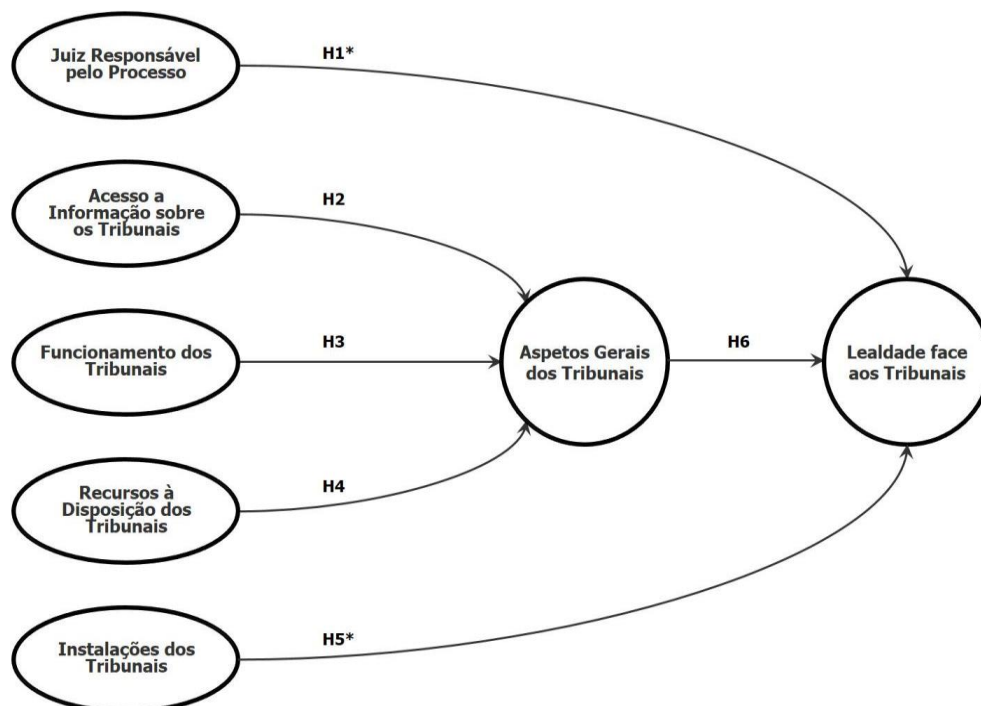 Juiz Responsável
pelo Processo
H1*
Acesso a
Informação sobre
os Tribunais
H2
Funcionamento dos
Tribunais
H3
Aspetos Gerais
dos Tribunais
H6
Lealdade face
aos Tribunais
Recursos à
Disposição dos
Tribunais
H4
Instalações dos
Tribunais
H5*